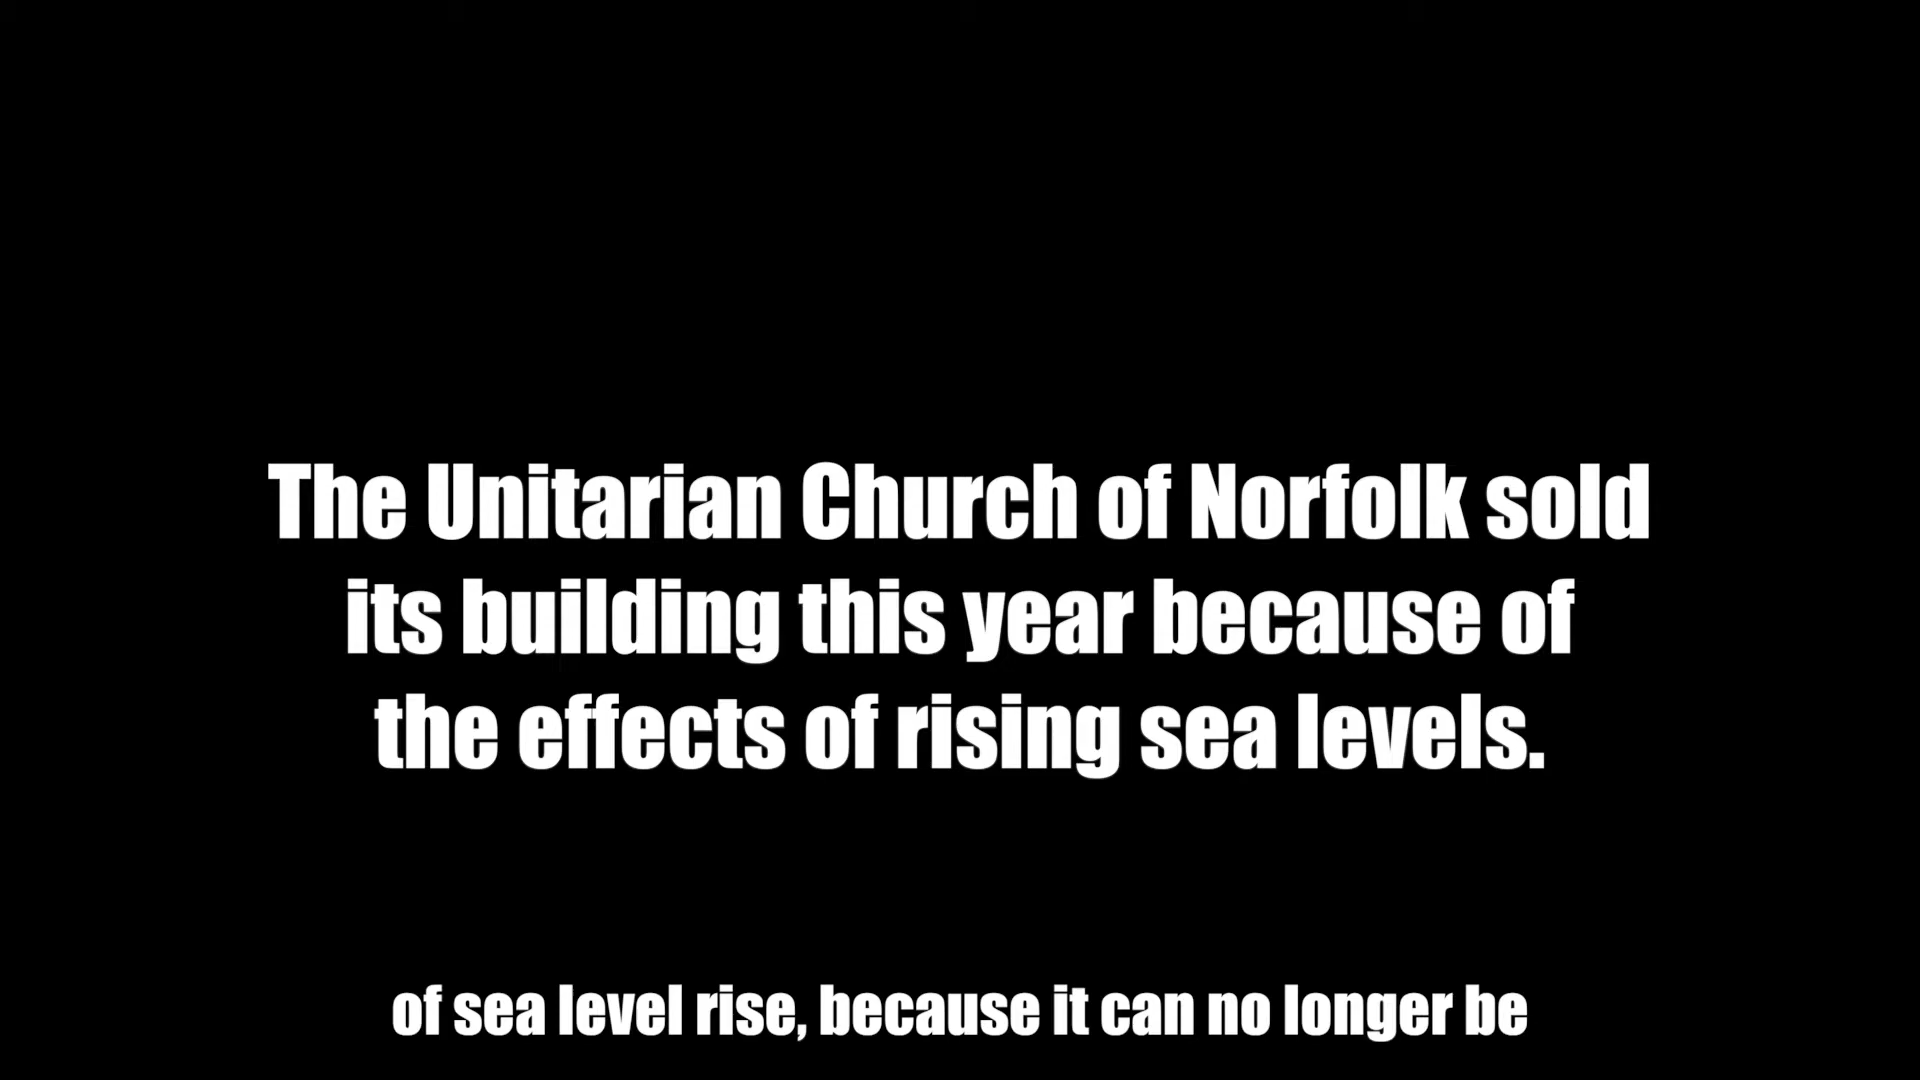 The Unitarian Church of Norfolk sold
its building this year because of
the effects of rising sea levels.
of sea level rise, because it can no longer be